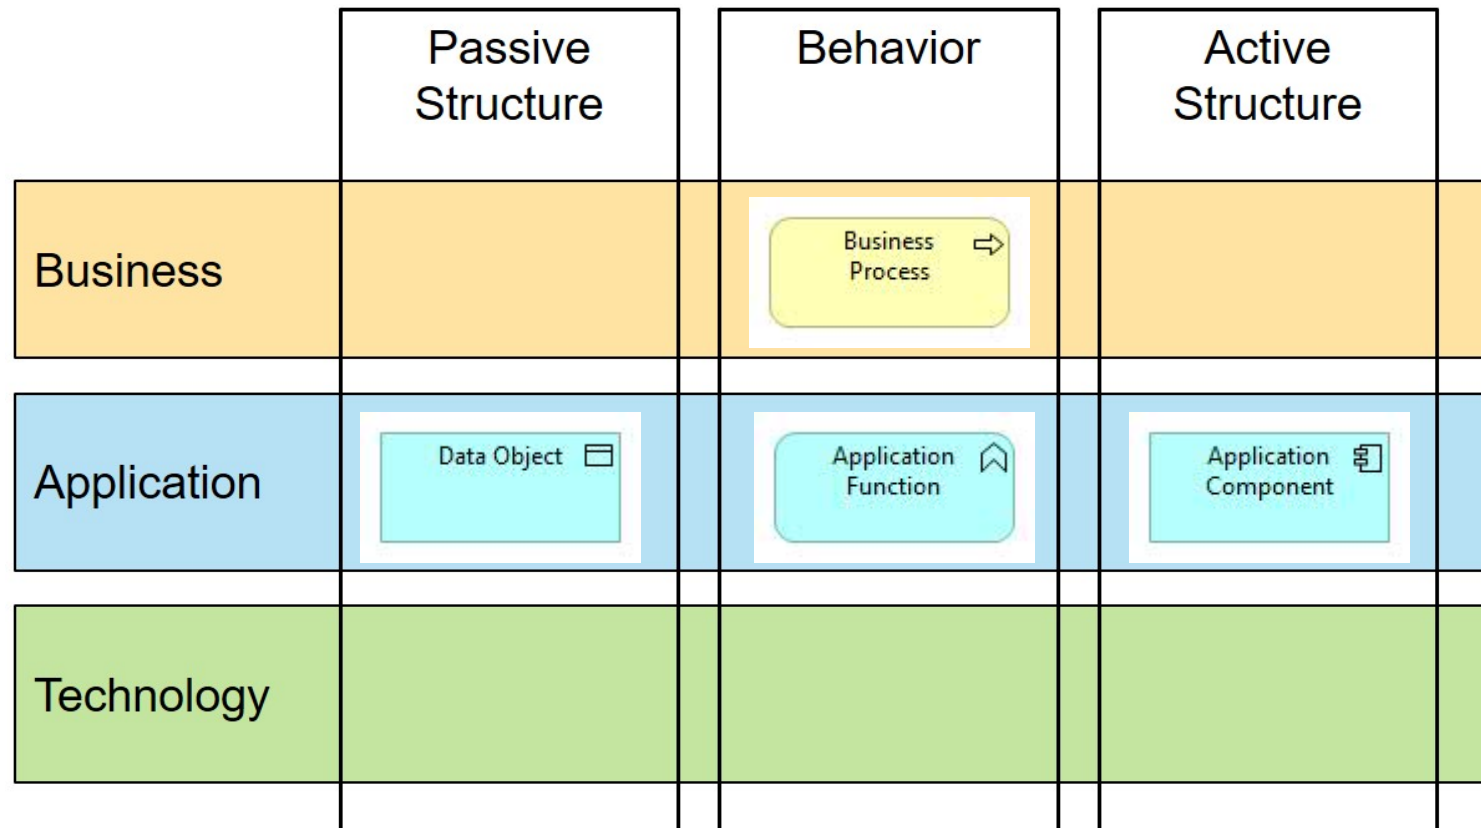 Passive
Structure
Behavior
Active
Structure
Business
Business
Process
Application
Data Object
Application
Function
Application
Component
Technology